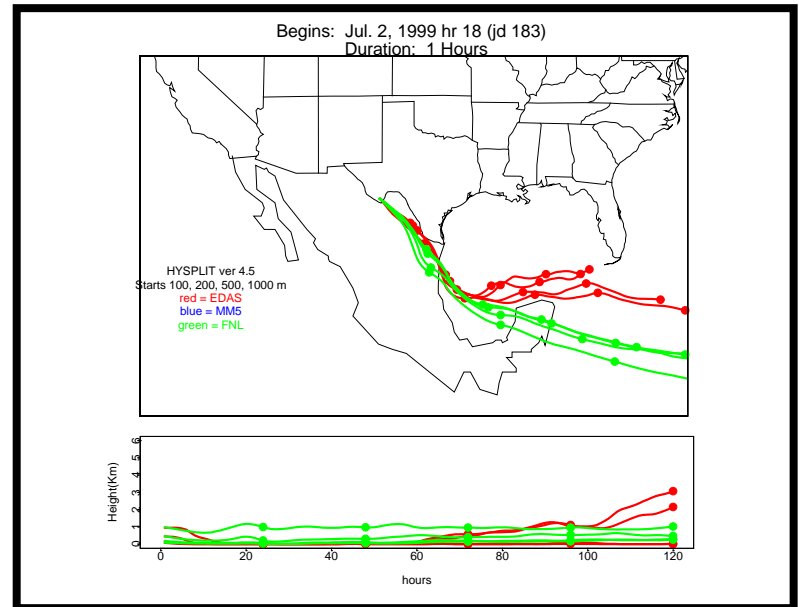 Begins: Jul. 2, 1999 hr 18 (jd 183)
Duration: 1 Hours
HYSPLIT ver 4.5
Starts 100, 200, 500, 1000 m
red = EDAS
blue = MM5
green = FNL
Height(Km)
6
5
4
3
2
1
0
0 20 40 60 80 100 120
hours